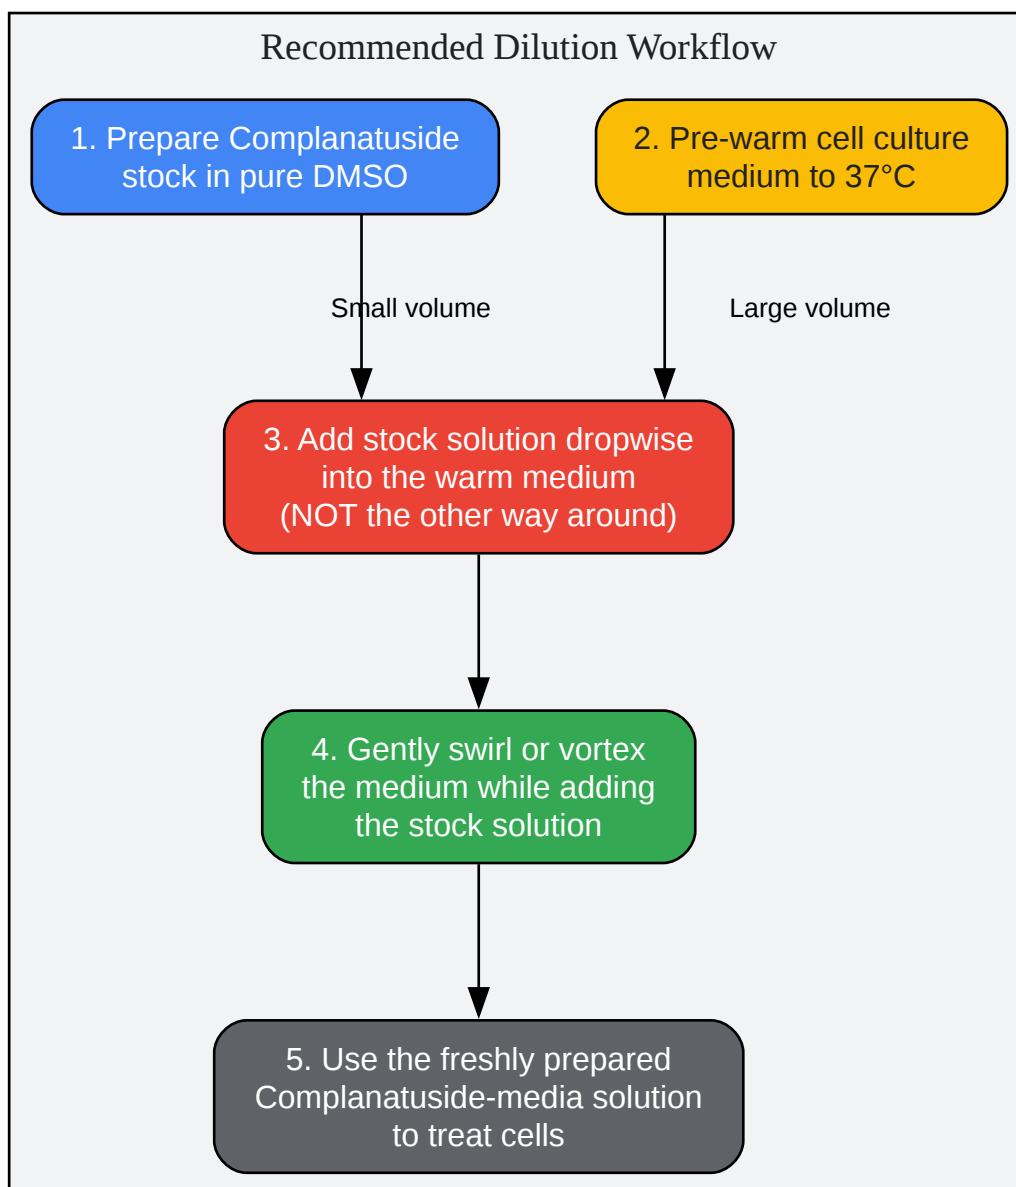 Recommended Dilution Workflow
1. Prepare Complanatuside
stock in pure DMSO
2. Pre-warm cell culture
medium to 37°C
Small volume
Large volume
3. Add stock solution dropwise
into the warm medium
(NOT the other way around)
4. Gently swirl or vortex
the medium while adding
the stock solution
5. Use the freshly prepared
Complanatuside-media solution
to treat cells